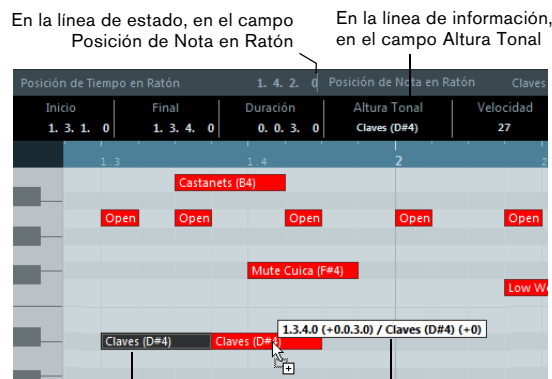 En la línea de estado, en el campo
Posición de Nota en Ratón
En la línea de información,
en el campo Altura Tonal
Posición de Tiempo en Ratón 1. 4. 2. 0 Posición de Nota en Ratón Claves
Inicio Final Duración Altura Tonal Velocidad
1. 3. 1. 0 1. 3. 4. 0 0. 0. 3. 0 Claves (D#4) 27
1.3 1.4 2
Castanets (B4)
Open Open Open Open Open
Mute Cuica (F#4)
Low
Claves (D#4) Claves (D#4
1.3.4.0 (+0.0.3.0) / Claves (D#4) (+0)